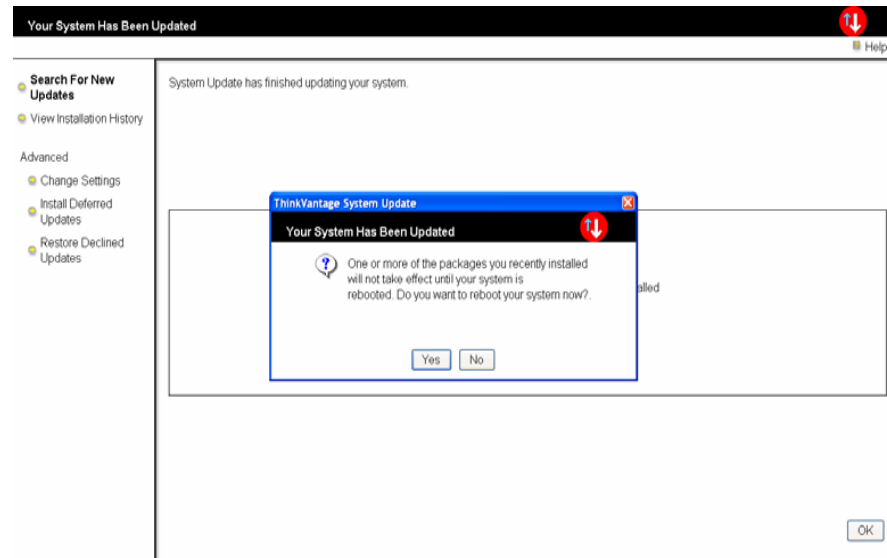 Your System Has Been Updated
Help
Search For New
Updates
View Installation History
Advanced
Change Settings
Install Deferred
Updates
Restore Declined
Updates
System Update has finished updating your system.
ThinkVantage System Update
Your System Has Been Updated
One or more of the packages you recently installed
will not take effect until your system is
rebooted. Do you want to reboot your system now?.
Yes
No
alled
OK